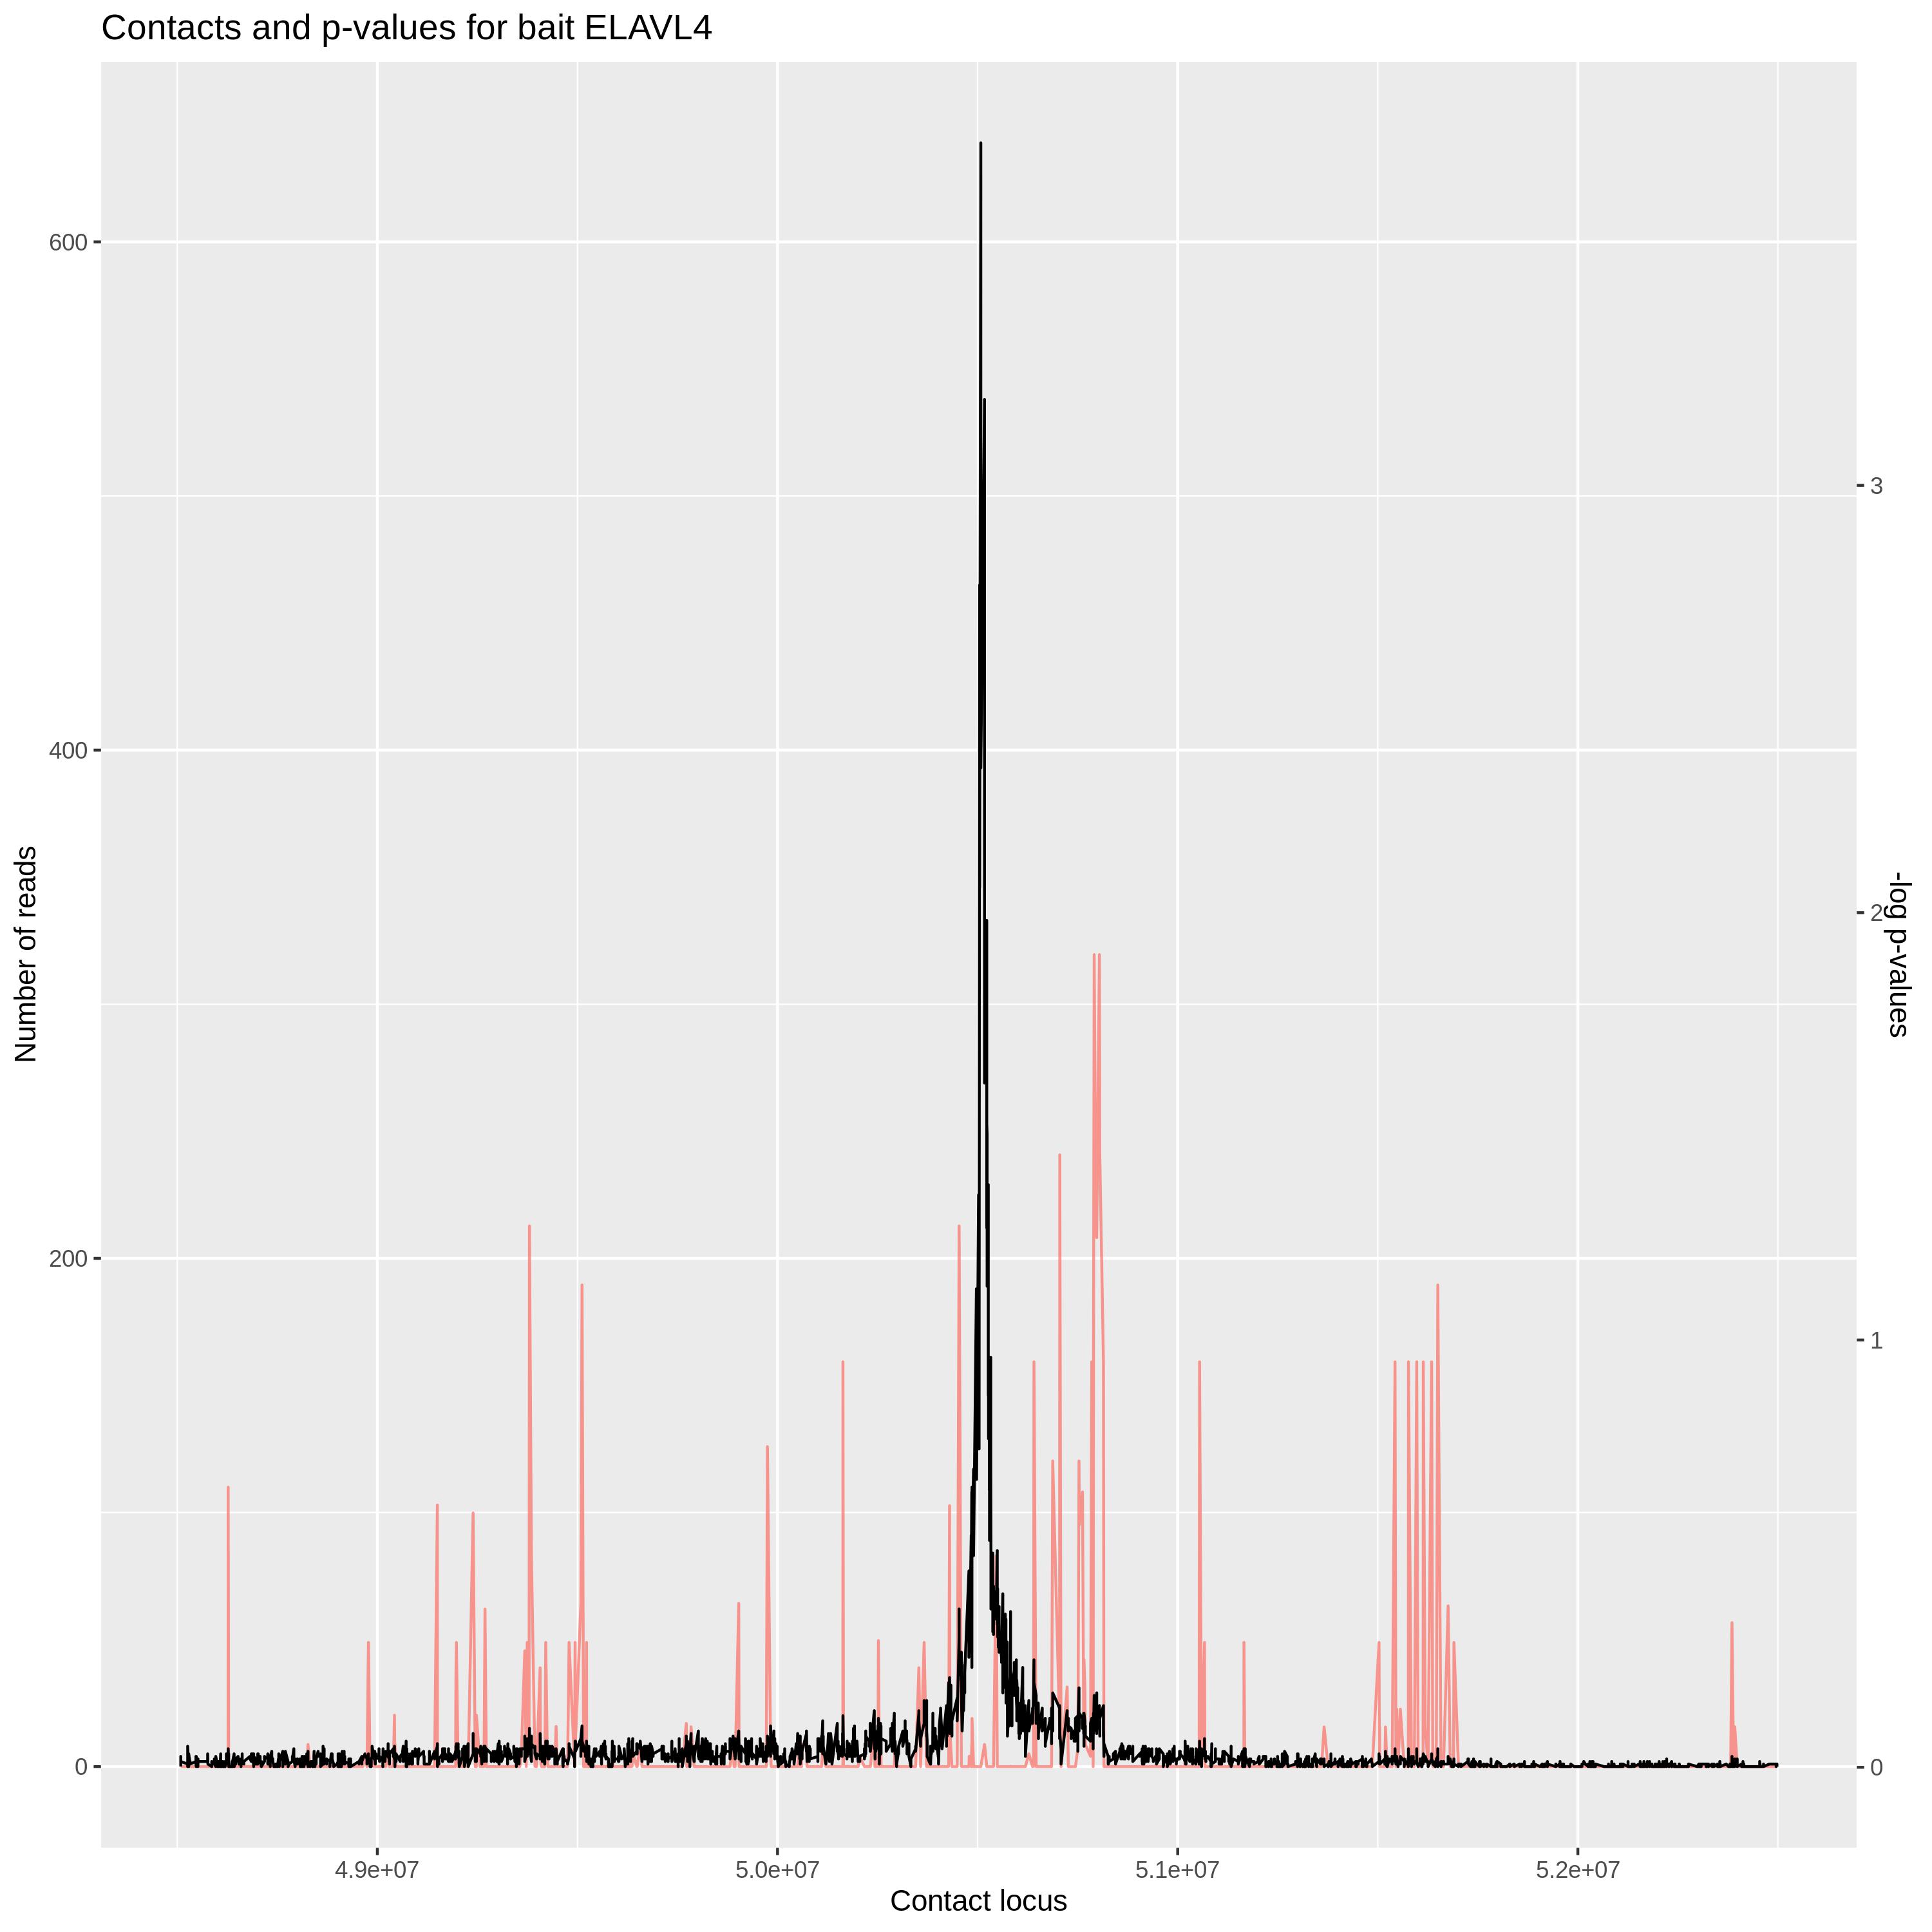 Contacts and p-values for bait ELAVL4
600
400
200
0
Number of reads
3
2
1
0
-log p-values
4.9e+07
5.0e+07
5.1e+07
5.2e+07
Contact locus